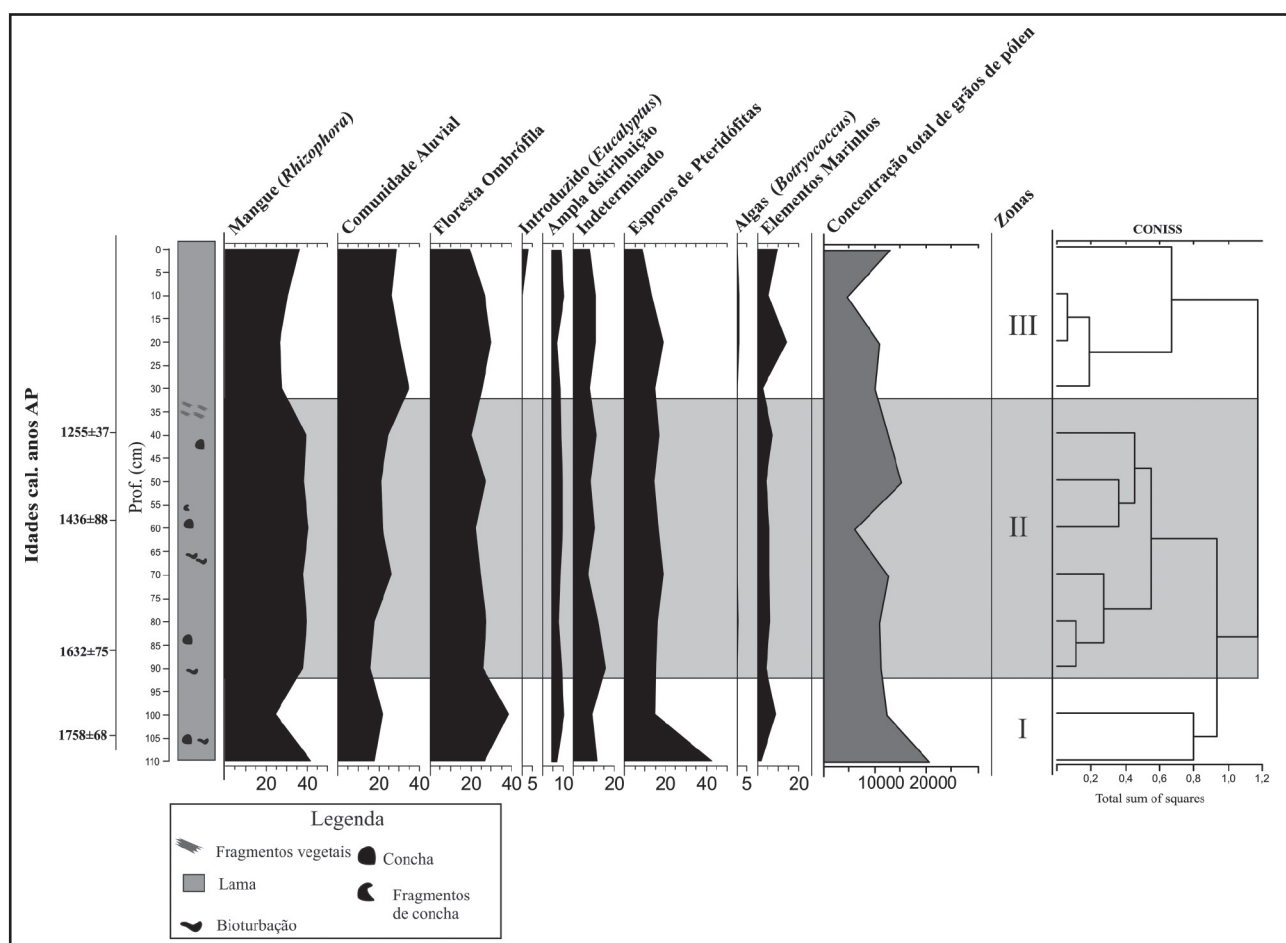 Mangue (Rhizophora)
Comunidade Aluvial
Floresta Ombrófila
Introduzido (Eucalyptus)
Ampla dsitribuição
Indeterminado
Esporos de Pteridófitas
Algas (Botryococcus)
Elementos Marinhos
Concentração total de grãos de pólen
Zonas
CONISS
Idades cal. anos AP
1255±37
1436±88
1632±75
1758±68
Prof. (cm)
0
5
10
15
20
25
30
35
40
45
50
55
60
65
70
75
80
85
90
95
100
105
110
III
II
I
20 40 20 40 20 40 5 10 20 20 40 5 20 10000 20000
0,2 0,4 0,6 0,8 1,0 1,2
Total sum of squares
Legenda
Fragmentos vegetais
Concha
Lama
Fragmentos
de concha
Bioturbação